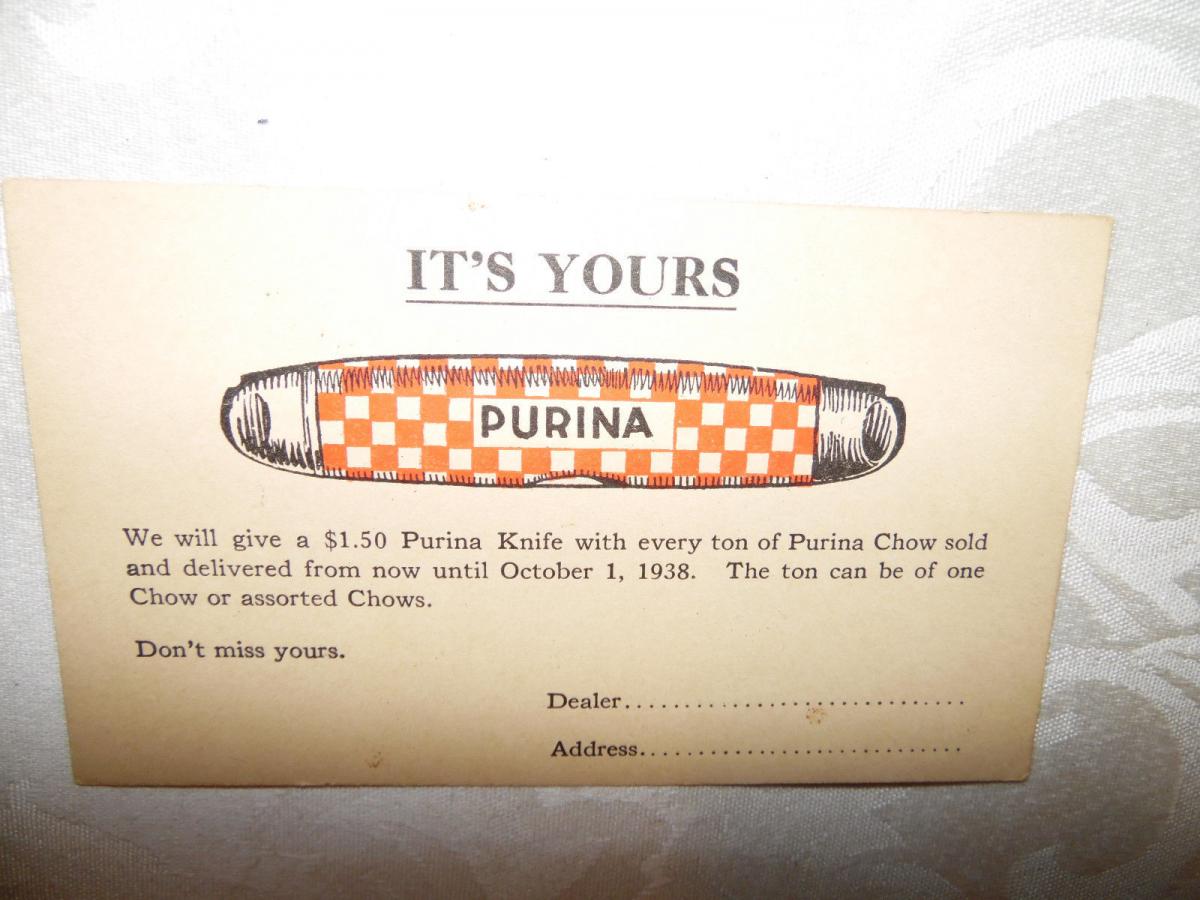 IT'S YOURS
PURINA
We will give a $1.50 Purina Knife with every ton of Purina Chow sold
and delivered from now until October 1, 1938. The ton can be of one
Chow or assorted Chows.
Don't miss yours.
Dealer..............................
Address............................